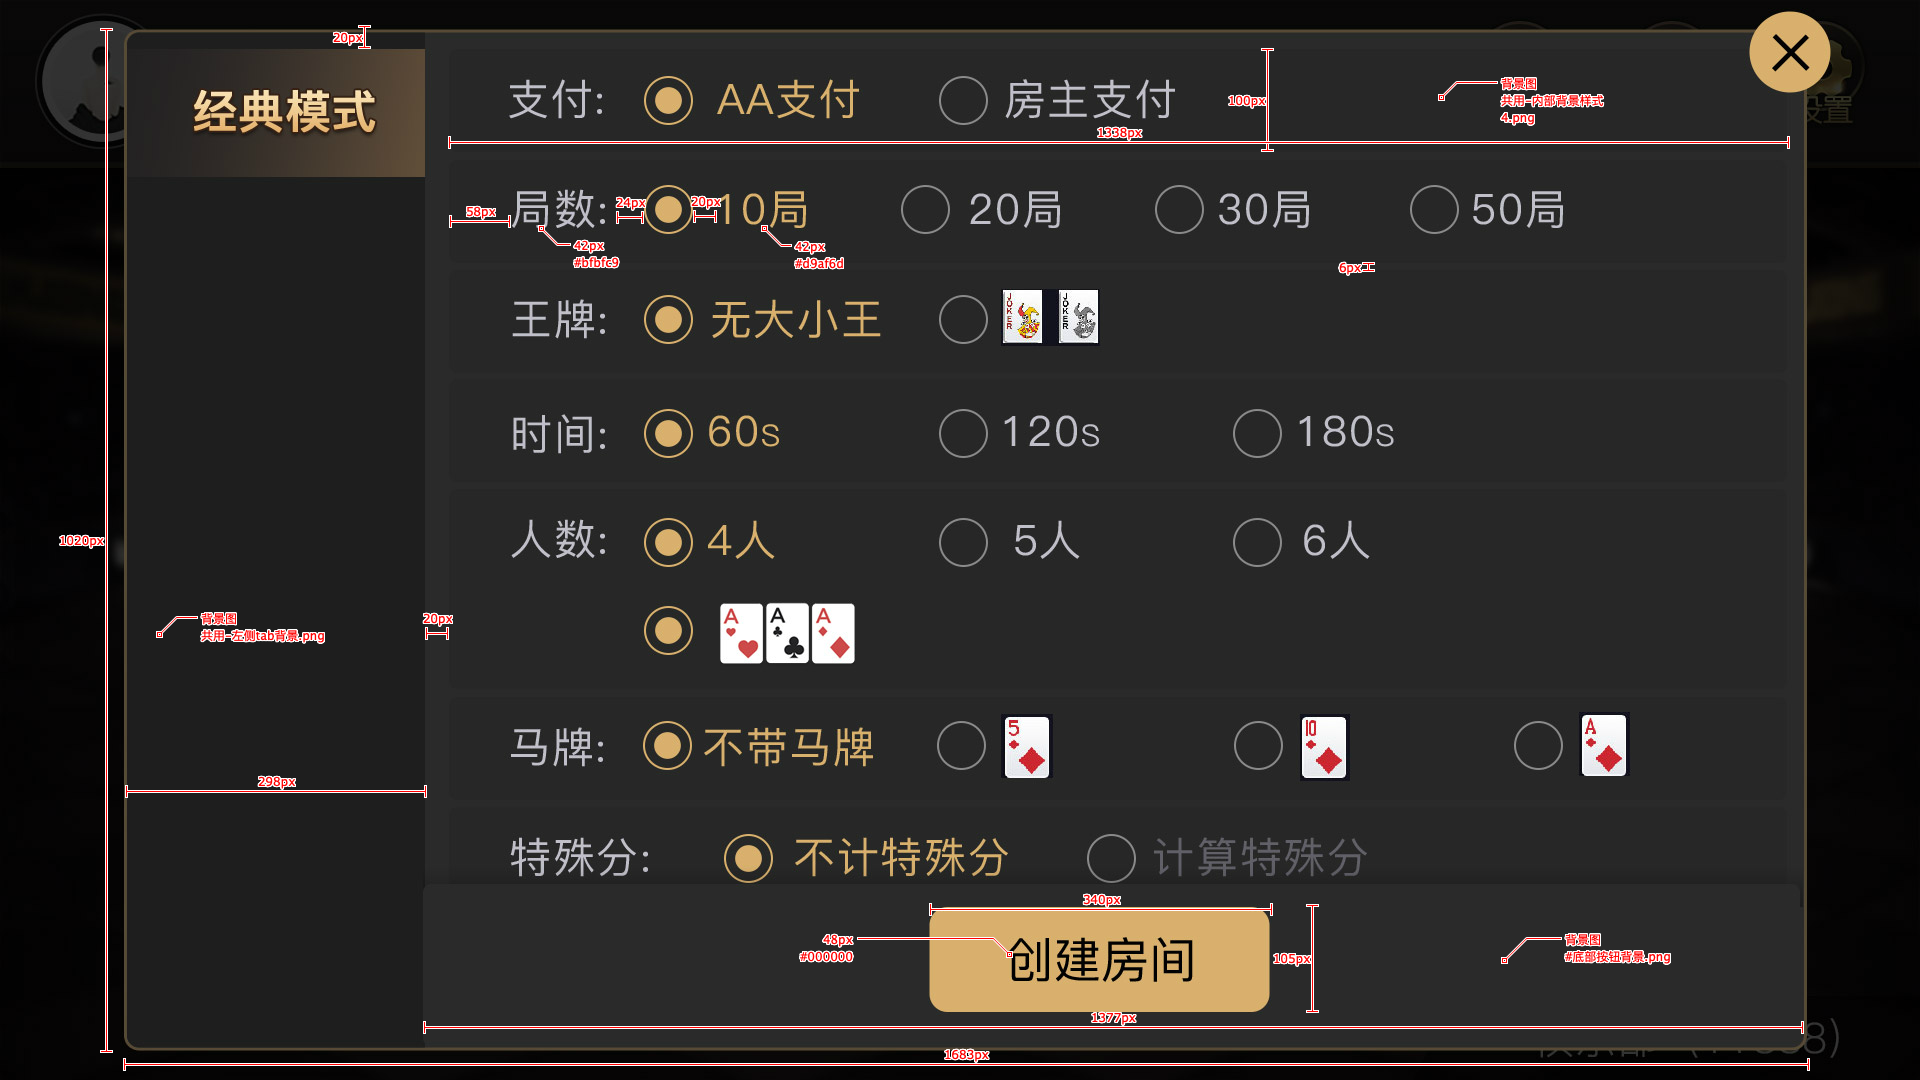 20px
经典模式
支付:
AA支付
房主支付
100px
背景图
共用-内部背景样式
4.png
设置
1338px
58px
局数:
24px
20px
10局
20局
30局
50局
42px
#bfbfc9
42px
#d9af6d
6px
王牌:
无大小王
JOKER
JOKER
时间:
60s
120s
180s
1020px
人数:
4人
5人
6人
背景图
共用-左侧tab背景.png
20px
A
A
A
马牌:
不带马牌
5
10
A
298px
特殊分:
不计特殊分
计算特殊分
340px
48px
#000000
创建房间
105px
背景图
#底部按钮背景.png
1377px
1683px